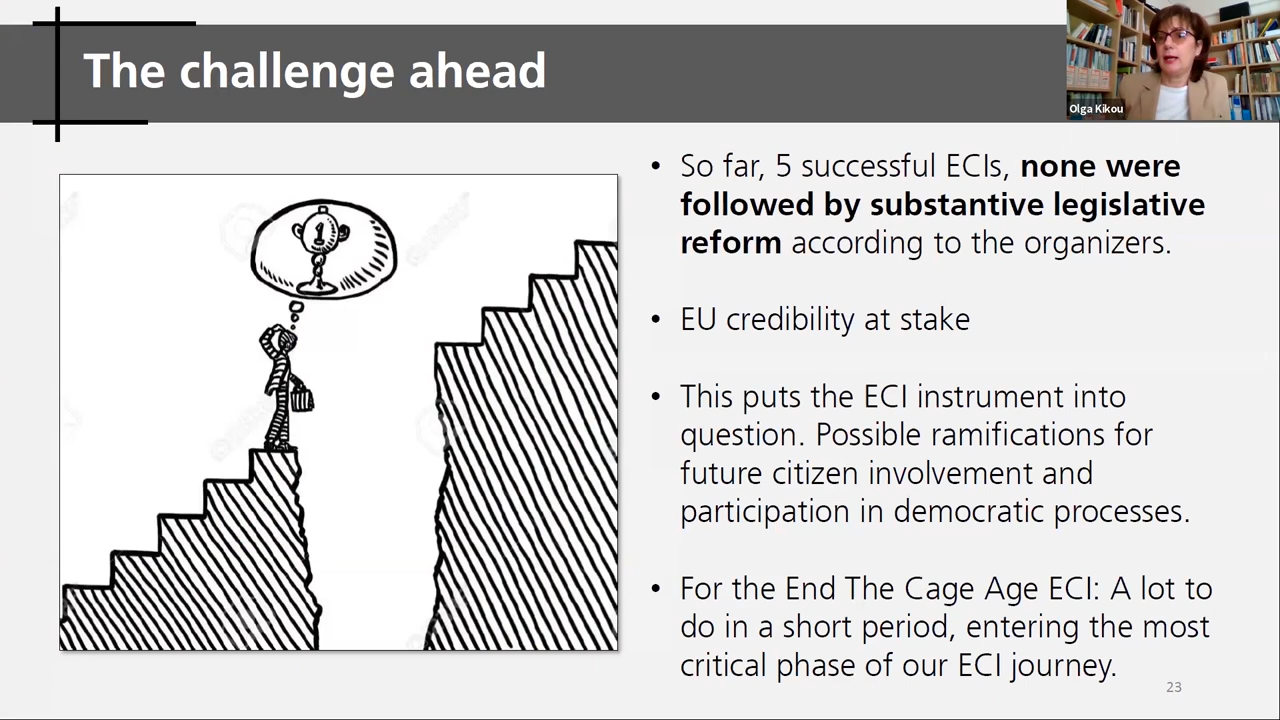 The challenge ahead
Olga Kikou
1
• So far, 5 successful ECIs, none were
followed by substantive legislative
reform according to the organizers.
• EU credibility at stake
• This puts the ECI instrument into
question. Possible ramifications for
future citizen involvement and
participation in democratic processes.
• For the End The Cage Age ECI: A lot to
do in a short period, entering the most
critical phase of our ECI journey.
23